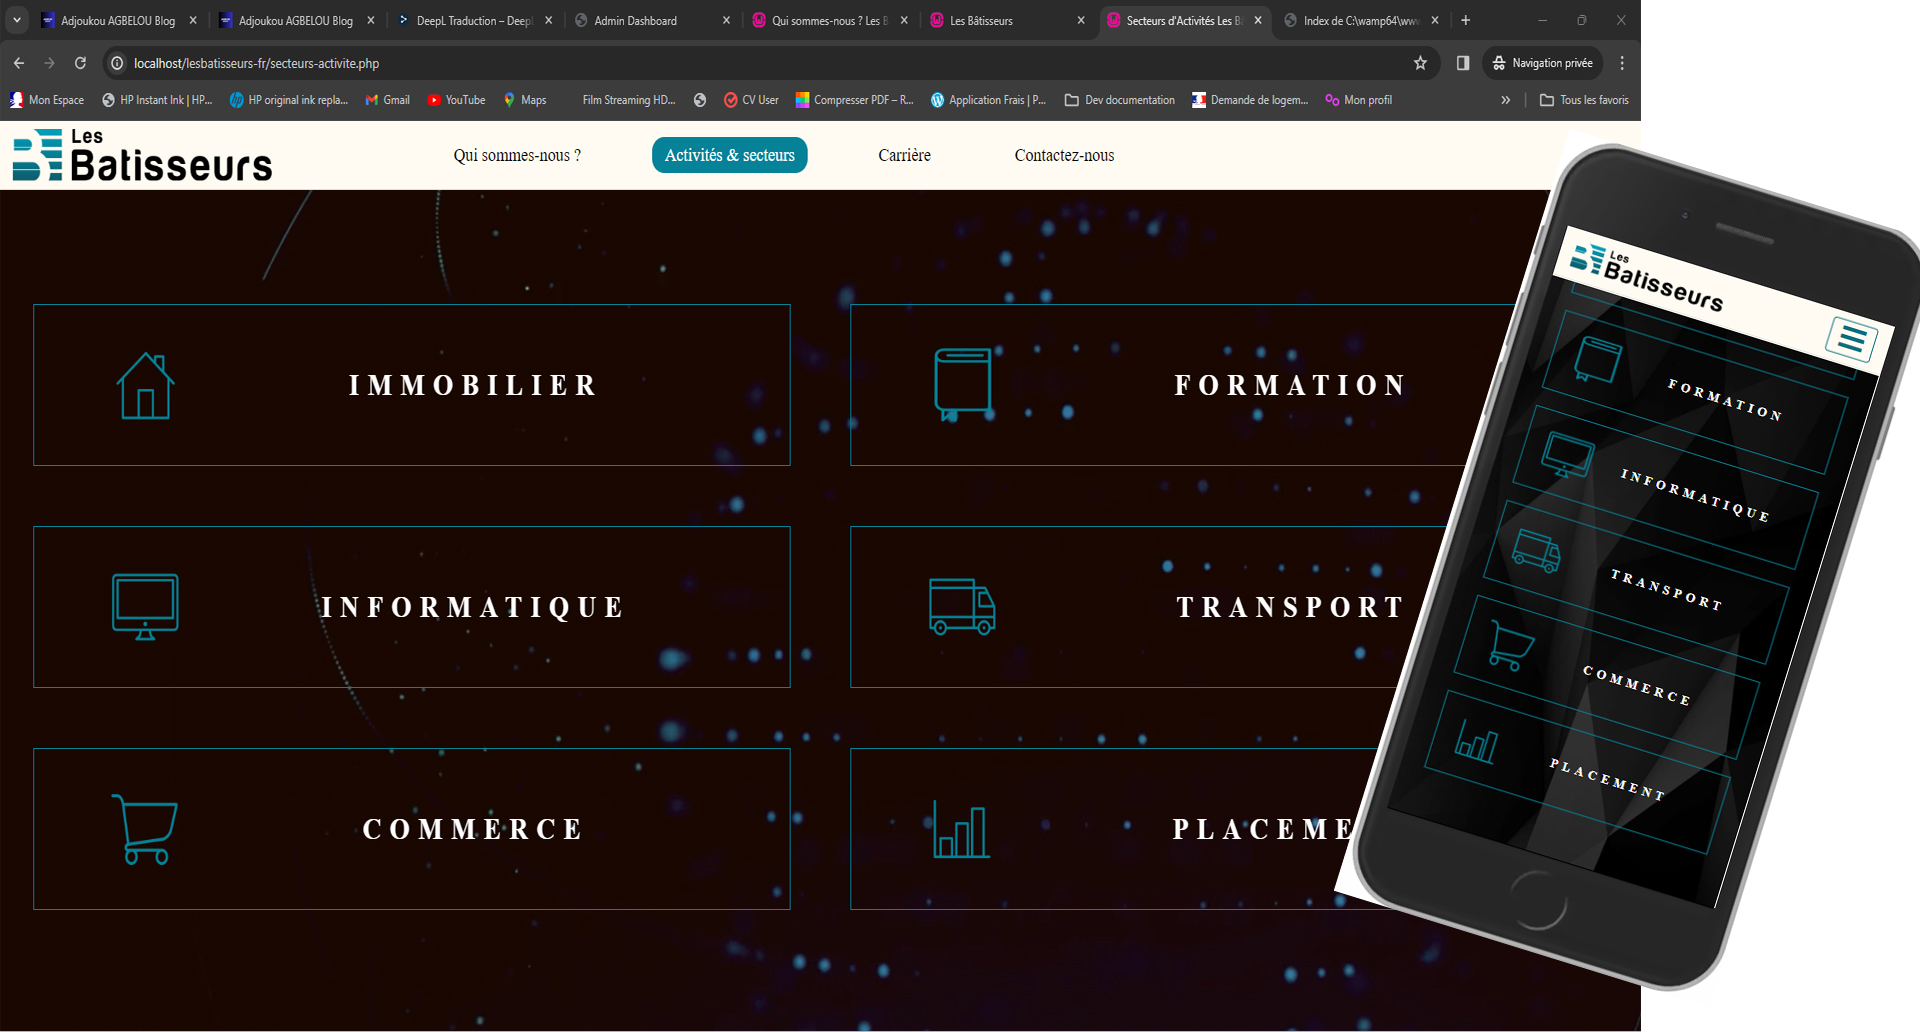 Adjoukou AGBELOU Blog
Adjoukou AGBELOU Blog
DeepL Traduction – DeepL
Admin Dashboard
Qui sommes-nous ? Les B
Les Bâtisseurs
Secteurs d'Activités Les B
Index de C:\wamp64\www
localhost/lesbatisseurs-fr/secteurs-activite.php
Navigation privée
Mon Espace
HP Instant Ink | HP...
HP original ink repla...
Gmail
YouTube
Maps
Film Streaming HD...
CV User
Compresser PDF – R...
Application Frais | P...
Dev documentation
Demande de logem...
Mon profil
Tous les favoris
Les
Batisseurs
Qui sommes-nous ?
Activités & secteurs
Carrière
Contactez-nous
IMMOBILIER
FORMATION
INFORMATIQUE
TRANSPORT
COMMERCE
PLACEME
Les
Batisseurs
FORMATION
INFORMATIQUE
TRANSPORT
COMMERCE
PLACEMENT